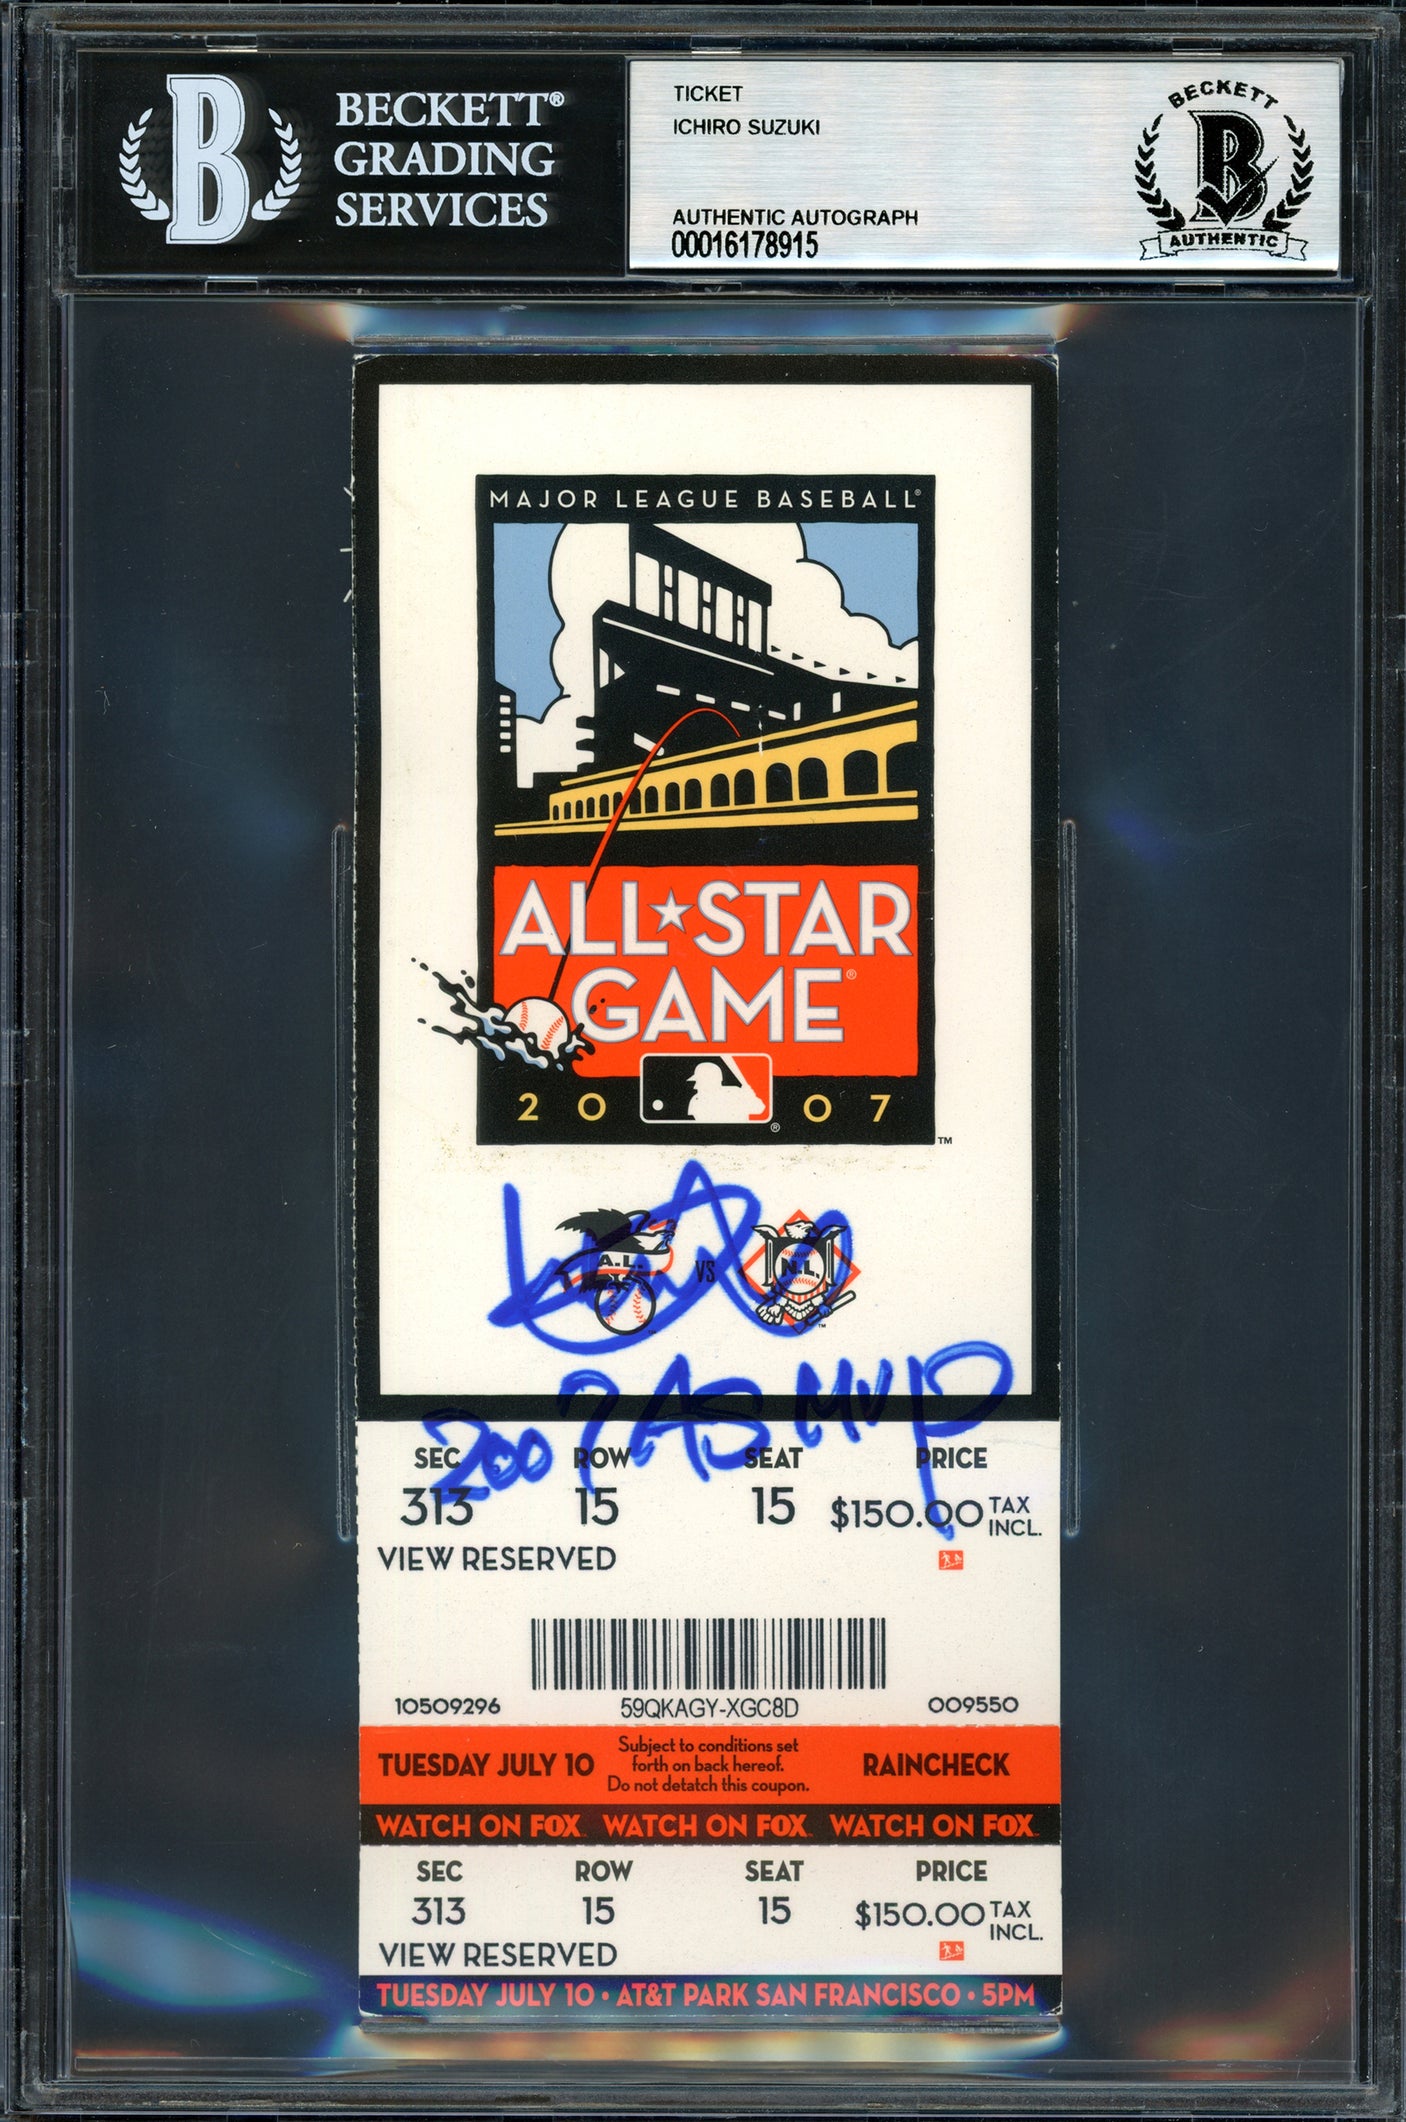 BECKETT®
GRADING
SERVICES
TICKET
ICHIRO SUZUKI
AUTHENTIC AUTOGRAPH
00016178915
BECKETT
B
AUTHENTIC
MAJOR LEAGUE BASEBALL®
ALL★STAR
GAME®
20 07
®
™
A.L. VS N.L.
2007 AS MVP
SEC ROW SEAT PRICE
313 15 15 $150.00 TAX INCL.
VIEW RESERVED
10509296 59QKAGY-XGC8D 009550
TUESDAY JULY 10
Subject to conditions set
forth on back hereof.
Do not detatch this coupon.
RAINCHECK
WATCH ON FOX WATCH ON FOX WATCH ON FOX
SEC ROW SEAT PRICE
313 15 15 $150.00 TAX INCL.
VIEW RESERVED
TUESDAY JULY 10 • AT&T PARK SAN FRANCISCO • 5PM